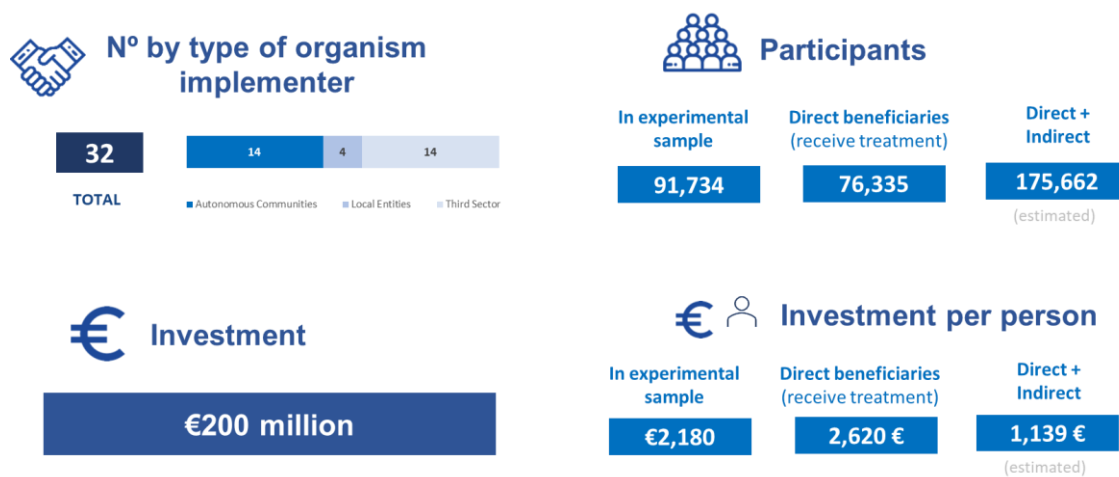 Nº by type of organism
implementer
32
TOTAL
14
4
14
Autonomous Communities
Local Entities
Third Sector
Participants
In experimental
sample
91,734
Direct beneficiaries
(receive treatment)
76,335
Direct +
Indirect
175,662
(estimated)
€ Investment
€200 million
€ Investment per person
In experimental
sample
€2,180
Direct beneficiaries
(receive treatment)
2,620 €
Direct +
Indirect
1,139 €
(estimated)